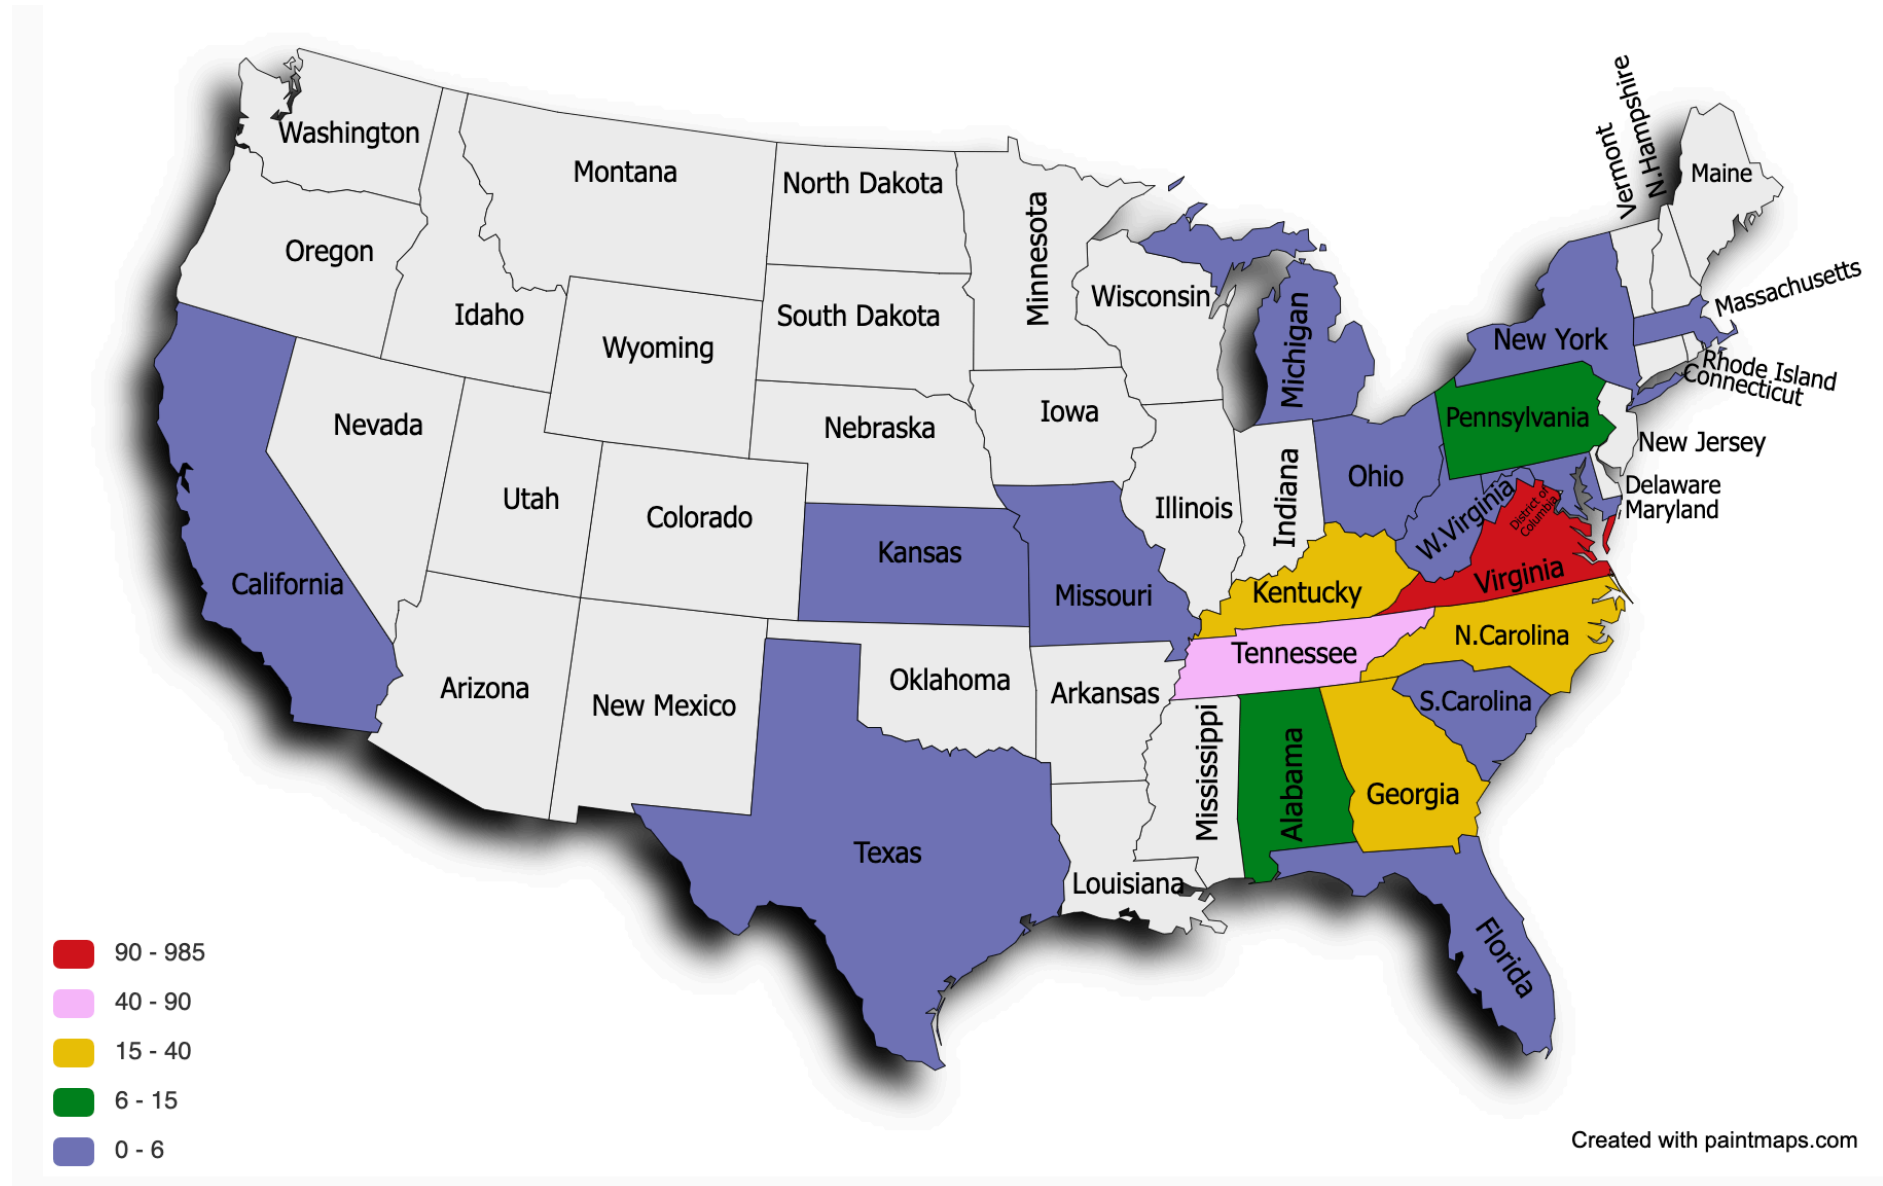 Vermont
N.Hampshire
Maine
Washington
Montana
North Dakota
Minnesota
Oregon
Idaho
Wisconsin
Michigan
Massachusetts
South Dakota
Wyoming
New York
Rhode Island
Connecticut
Iowa
Nebraska
Nevada
Pennsylvania
New Jersey
Ohio
Utah
Colorado
Illinois
Indiana
Delaware
Maryland
W.Virginia
District of
Columbia
Kansas
California
Missouri
Kentucky
Virginia
N.Carolina
Tennessee
Arizona
New Mexico
Oklahoma
Arkansas
S.Carolina
Mississippi
Alabama
Georgia
Texas
Louisiana
Florida
90 - 985
40 - 90
15 - 40
6 - 15
0 - 6
Created with paintmaps.com